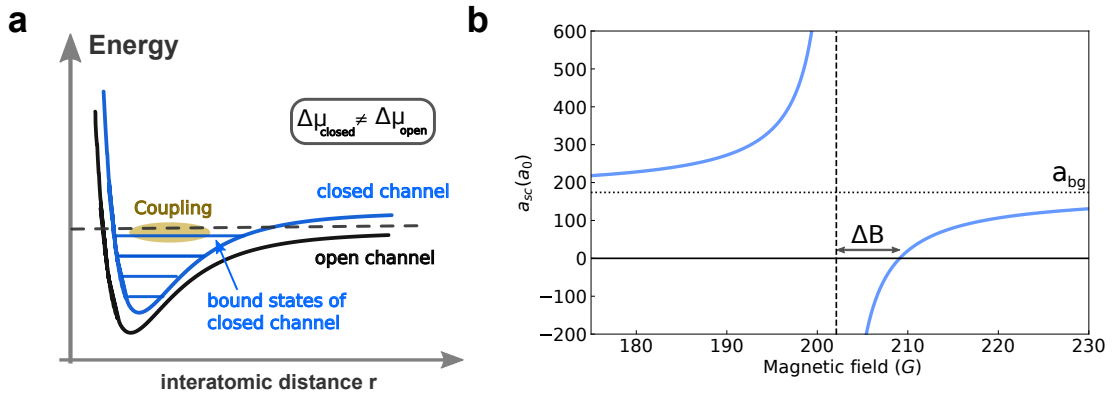 a
Energy
Δμclosed ≠ Δμopen
closed channel
Coupling
open channel
bound states of
closed channel
interatomic distance r
b
600
500
400
300
200
100
0
−100
−200
asc(a0)
abg
ΔB
180 190 200 210 220 230
Magnetic field (G)